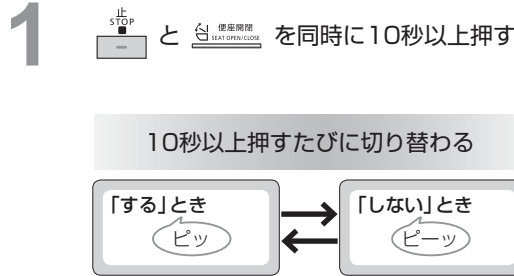 1
止
STOP
と 便座開閉
SEAT OPEN/CLOSE
を同時に10秒以上押す
10秒以上押すたびに切り替わる
「する」とき
ピッ
「しない」とき
ピーッ